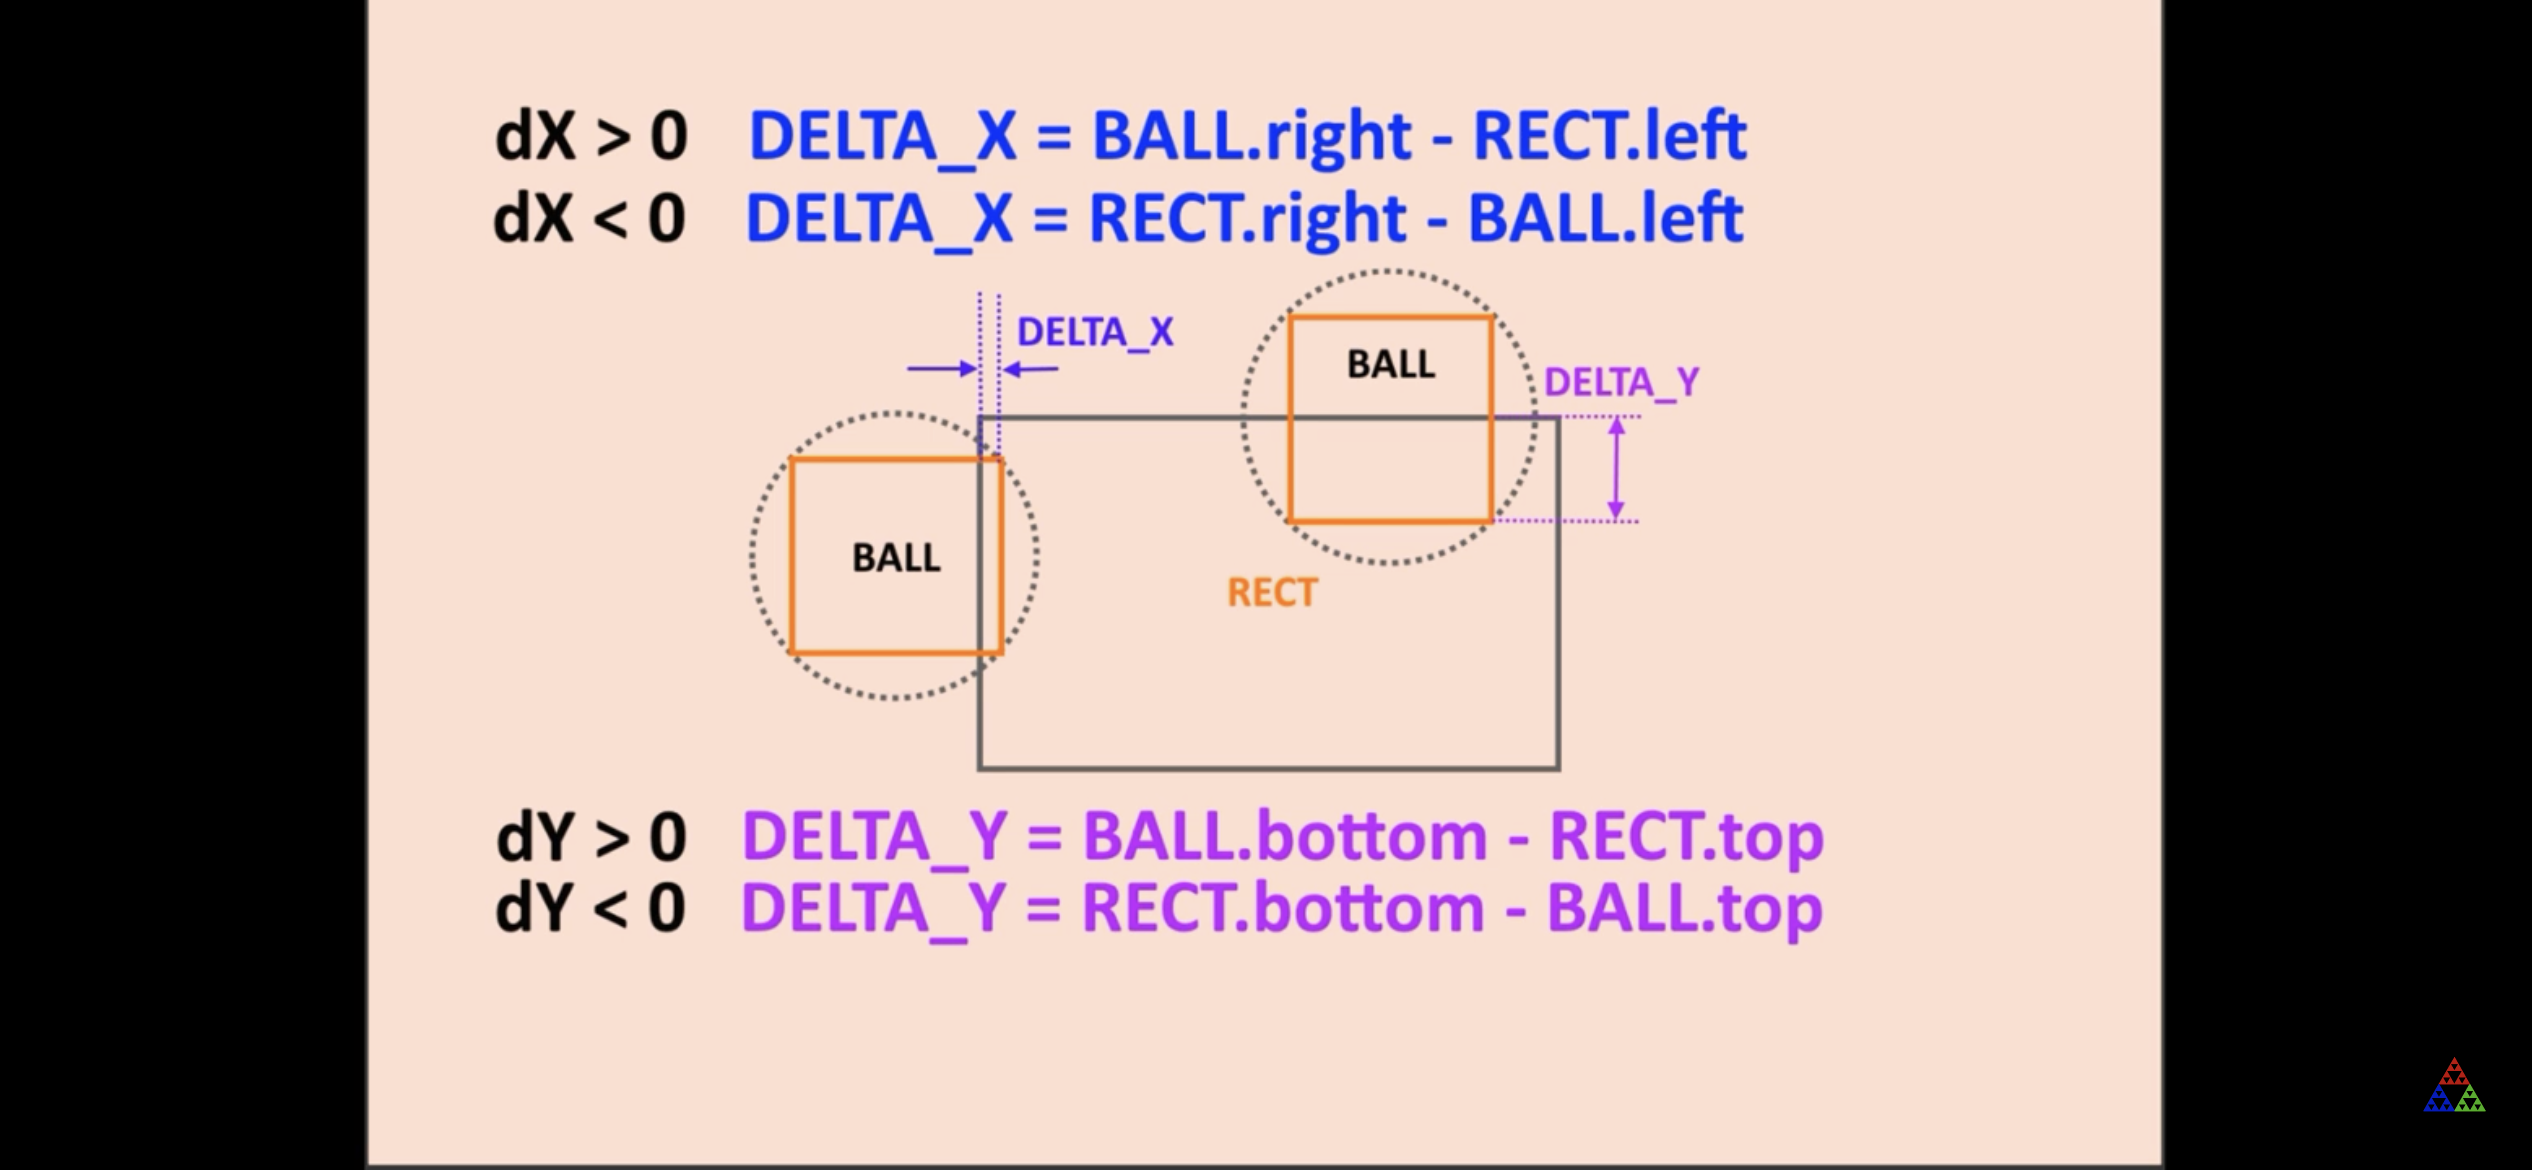 dX > 0 DELTA_X = BALL.right - RECT.left
dX < 0 DELTA_X = RECT.right - BALL.left
DELTA_X
BALL
DELTA_Y
BALL
RECT
dY > 0 DELTA_Y = BALL.bottom - RECT.top
dY < 0 DELTA_Y = RECT.bottom - BALL.top